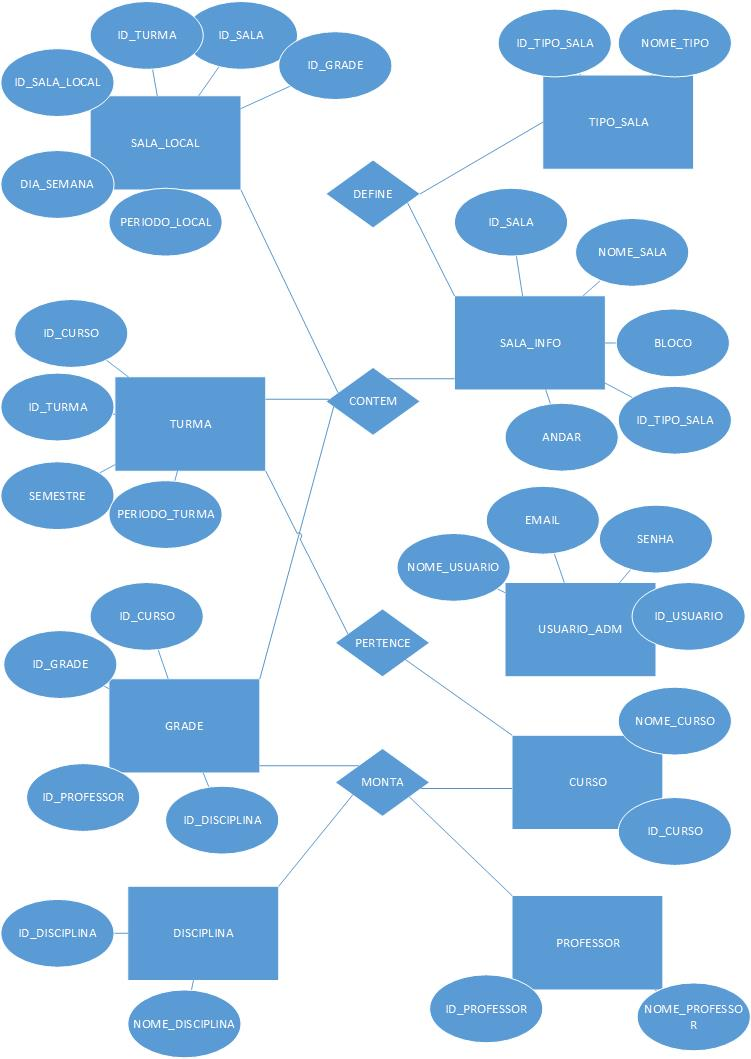 ID_TURMA
ID_SALA
ID_GRADE
ID_SALA_LOCAL
SALA_LOCAL
DIA_SEMANA
PERIODO_LOCAL
ID_TIPO_SALA
NOME_TIPO
TIPO_SALA
DEFINE
ID_SALA
NOME_SALA
SALA_INFO
BLOCO
ID_TIPO_SALA
ANDAR
ID_CURSO
ID_TURMA
TURMA
CONTEM
SEMESTRE
PERIODO_TURMA
EMAIL
SENHA
NOME_USUARIO
ID_USUARIO
USUARIO_ADM
ID_CURSO
PERTENCE
ID_GRADE
GRADE
NOME_CURSO
MONTA
CURSO
ID_PROFESSOR
ID_DISCIPLINA
ID_CURSO
ID_DISCIPLINA
DISCIPLINA
PROFESSOR
NOME_DISCIPLINA
ID_PROFESSOR
NOME_PROFESSO
R